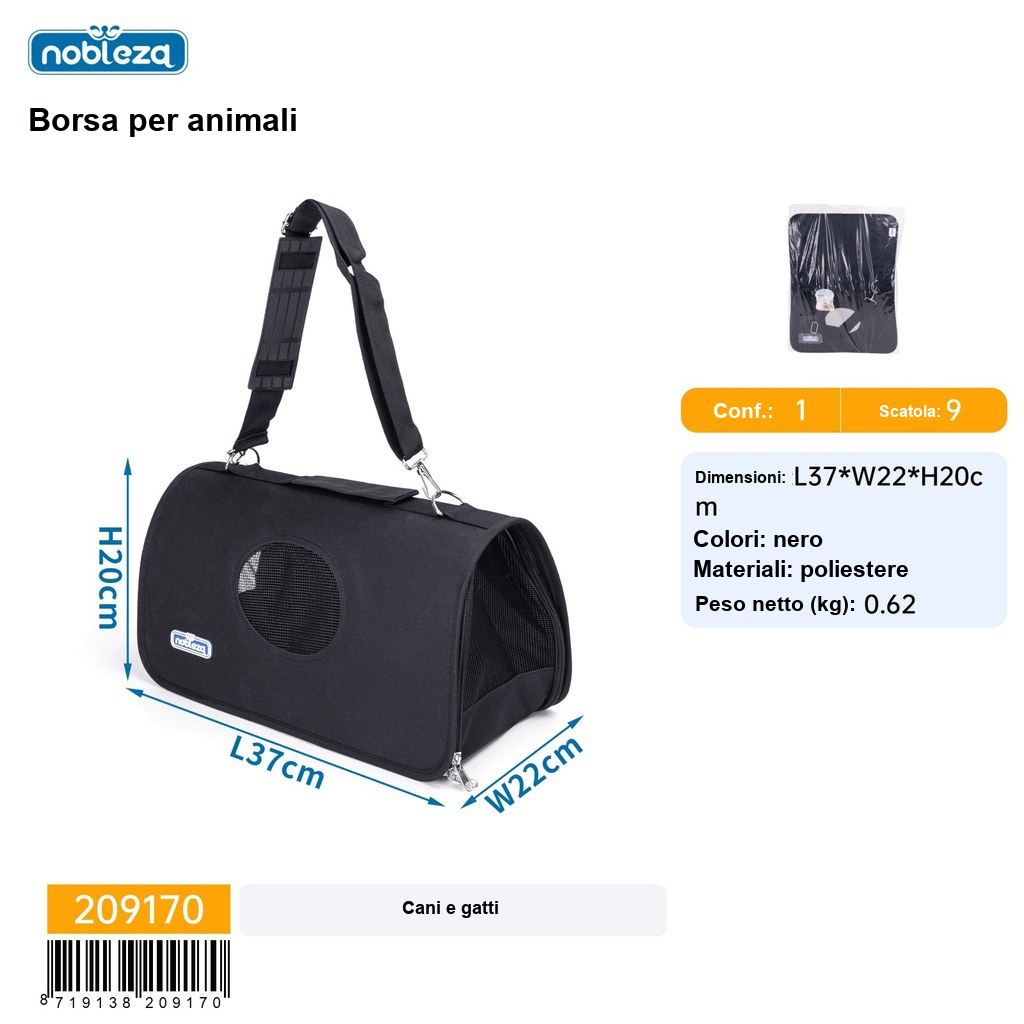 nobleza
Borsa per animali
Conf.: 1
Scatola: 9
Dimensioni: L37*W22*H20c
m
Colori: nero
Materiali: poliestere
Peso netto (kg): 0.62
H20cm
nobleza
L37cm
W22cm
209170
Cani e gatti
8 719138 209170